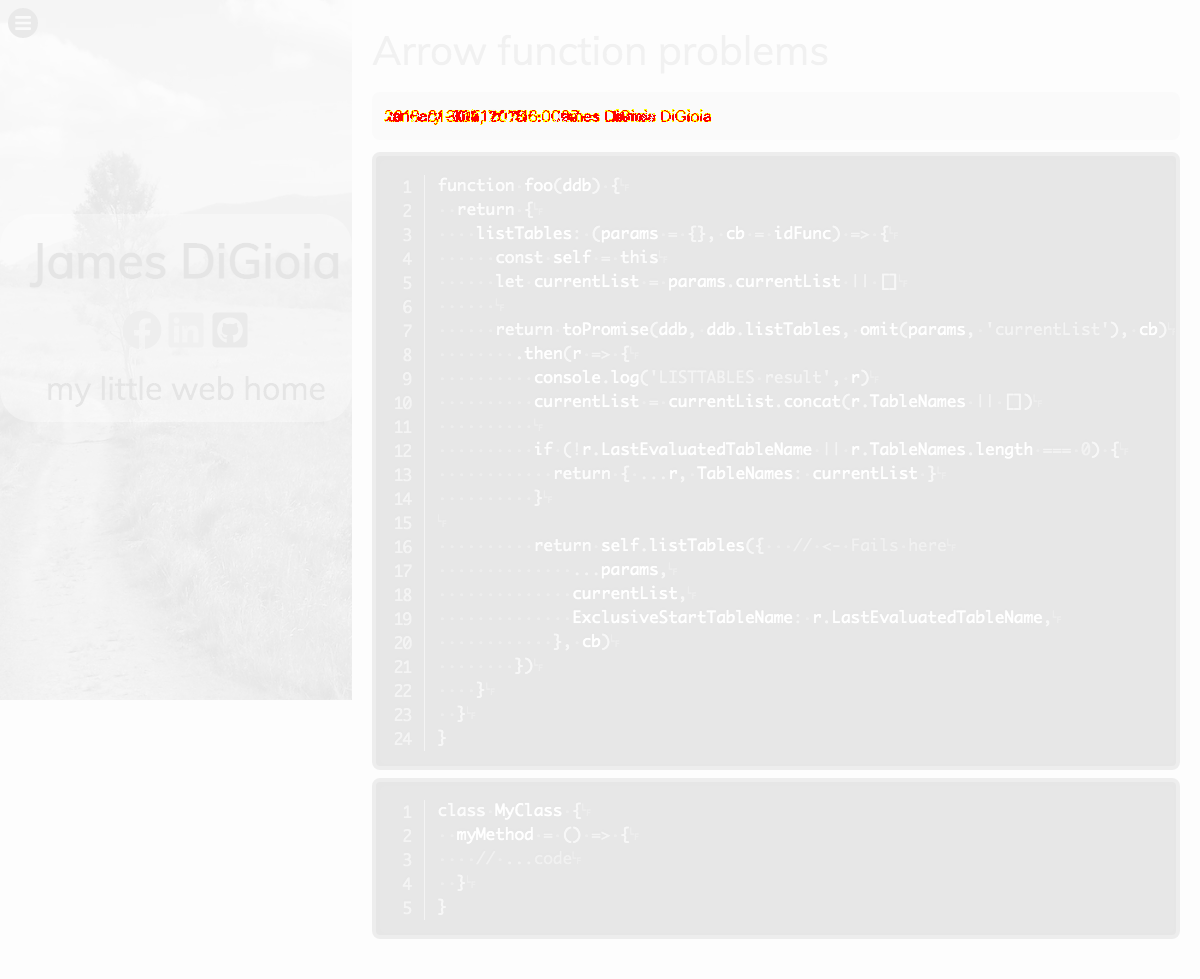 Arrow function problems
James DiGioia
my little web home
1 function foo(ddb) {
2   return {
3     listTables: (params = {}, cb = idFunc) => {
4       const self = this
5       let currentList = params.currentList || []
6
7       return toPromise(ddb, ddb.listTables, omit(params, 'currentList'), cb)
8         .then(r => {
9           console.log('LISTTABLES result', r)
10           currentList = currentList.concat(r.TableNames || [])
11
12           if (!r.LastEvaluatedTableName || r.TableNames.length === 0) {
13             return { ...r, TableNames: currentList }
14           }
15
16           return self.listTables({   // <- Fails here
17               ...params,
18               currentList,
19               ExclusiveStartTableName: r.LastEvaluatedTableName,
20             }, cb)
21         })
22     }
23   }
24 }
1 class MyClass {
2   myMethod = () => {
3     // ...code
4   }
5 }